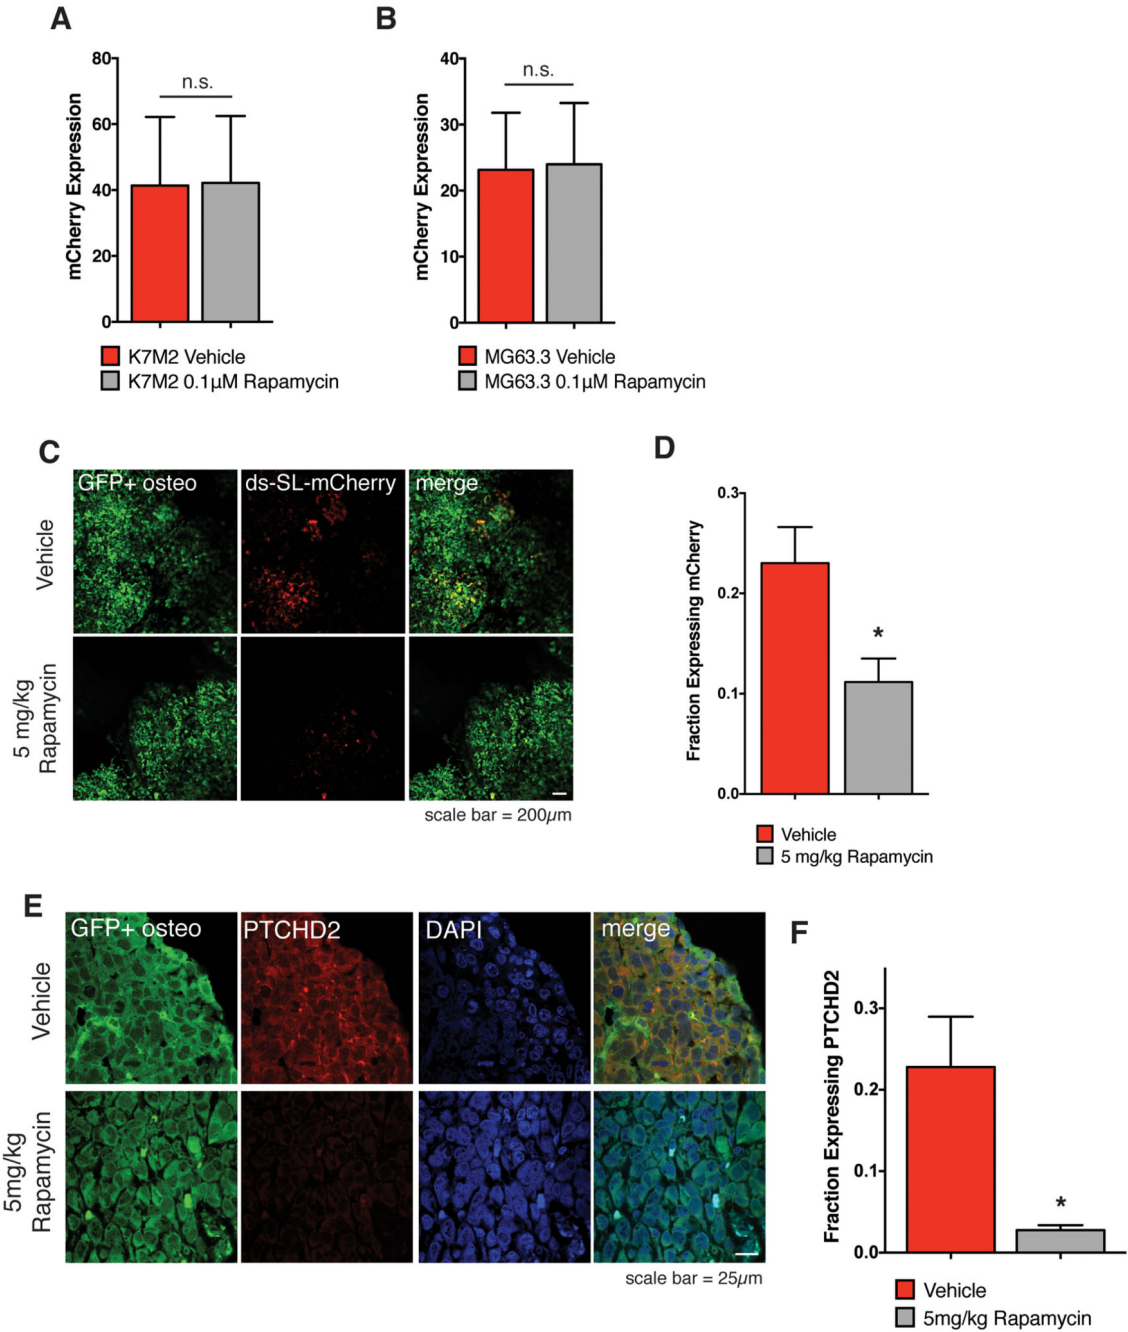 A
80
60
40
20
0
mCherry Expression
n.s.
K7M2 Vehicle
K7M2 0.1µM Rapamycin
B
40
30
20
10
0
mCherry Expression
n.s.
MG63.3 Vehicle
MG63.3 0.1µM Rapamycin
C
GFP+ osteo
ds-SL-mCherry
merge
Vehicle
5 mg/kg
Rapamycin
scale bar = 200µm
D
0.3
0.2
0.1
0.0
Fraction Expressing mCherry
*
Vehicle
5 mg/kg Rapamycin
E
GFP+ osteo
PTCHD2
DAPI
merge
Vehicle
5mg/kg
Rapamycin
scale bar = 25µm
F
0.3
0.2
0.1
0.0
Fraction Expressing PTCHD2
*
Vehicle
5mg/kg Rapamycin